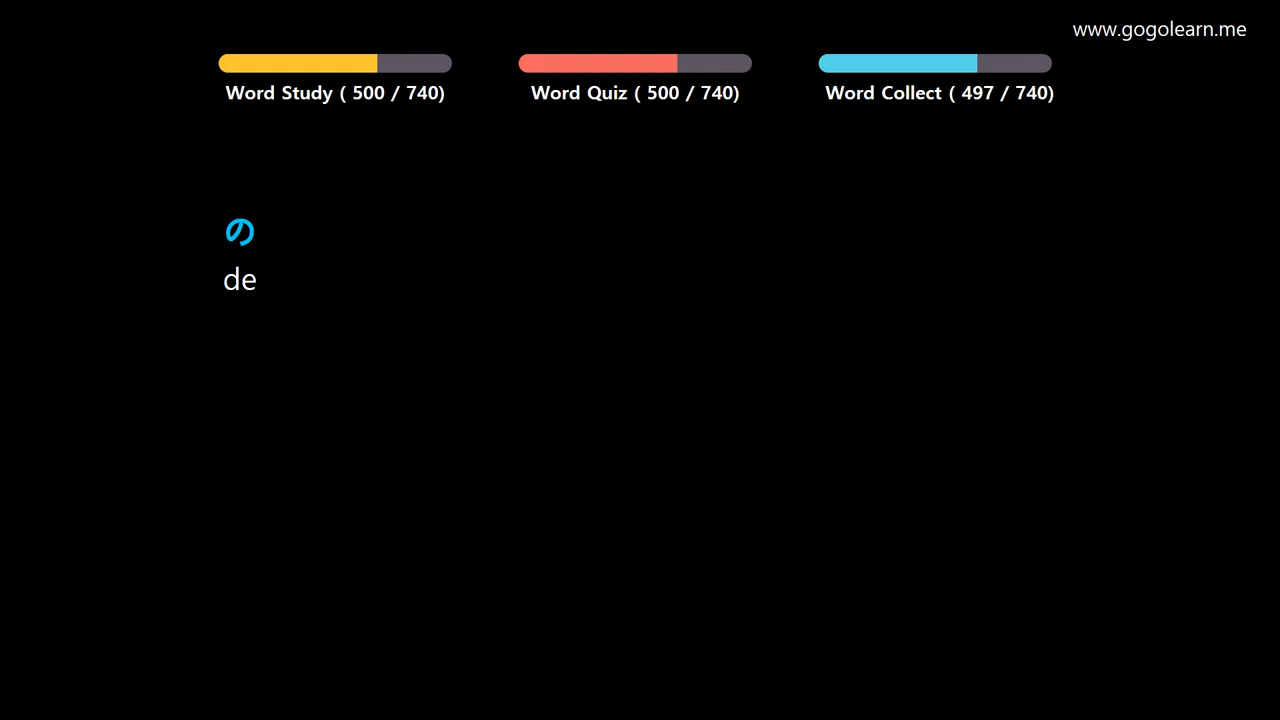 www.gogolearn.me
Word Study ( 500 / 740)
Word Quiz ( 500 / 740)
Word Collect ( 497 / 740)
の
de